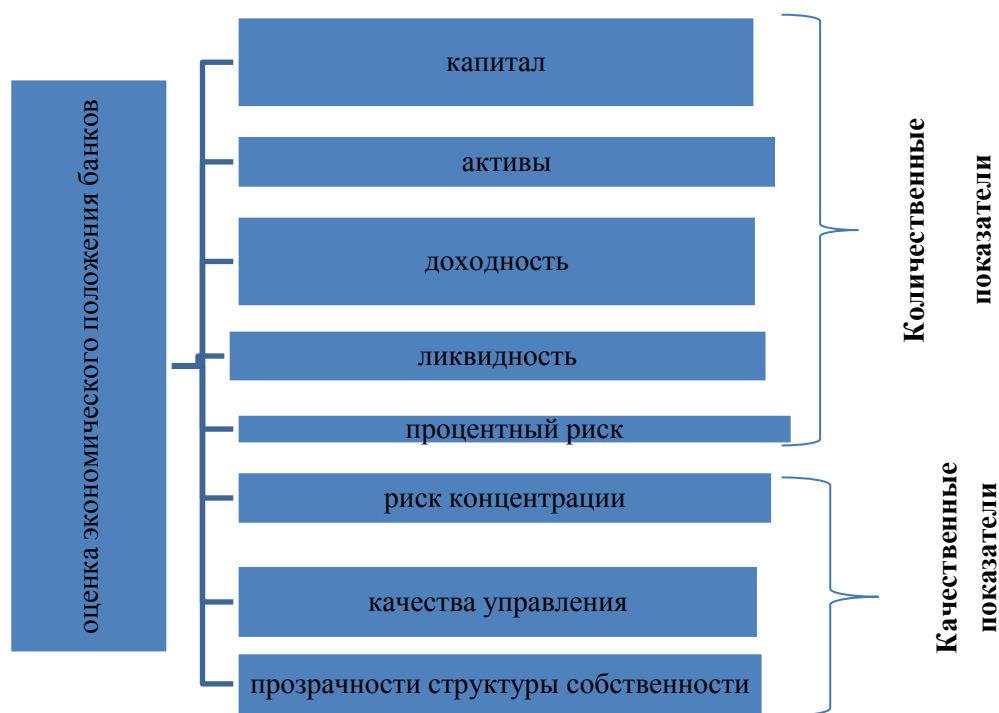 оценка экономического положения банков
капитал
активы
доходность
ликвидность
процентный риск
риск концентрации
качества управления
прозрачности структуры собственности
Количественные
показатели
Качественные
показатели